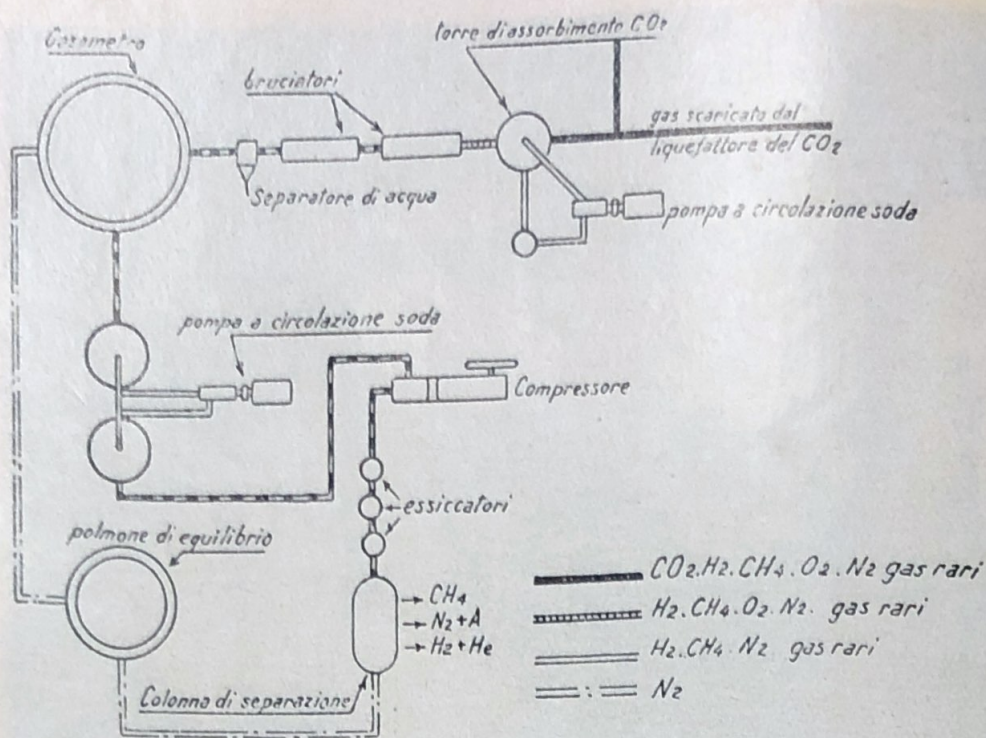 Gasometro
torre di assorbimento CO2
bruciatori
gas scaricato dal
liquefattore del CO2
Separatore di acqua
pompa a circolazione soda
pompa a circolazione soda
Compressore
essiccatori
polmone di equilibrio
CH4
N2+A
H2+He
Colonna di separazione
CO2.H2.CH4.O2.N2 gas rari
H2.CH4.O2.N2. gas rari
H2.CH4.N2 gas rari
N2